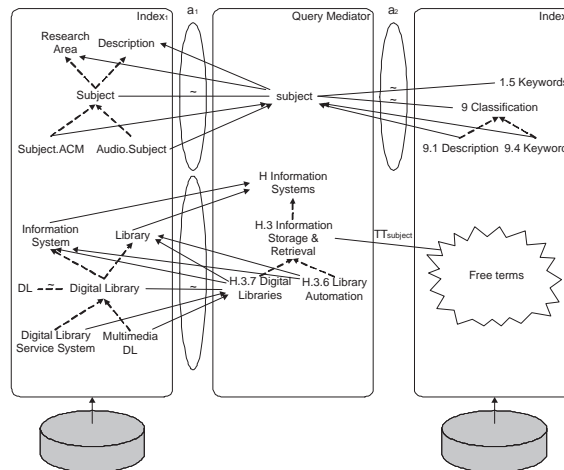 Index1
a1
Query Mediator
a2
Index
Research
Area
Description
Subject
~
subject
~
~
1.5 Keywords
9 Classification
Subject.ACM
Audio.Subject
9.1 Description
9.4 Keyword
H Information
Systems
Information
System
Library
H.3 Information
Storage &
Retrieval
TTsubject
Free terms
DL
~
Digital Library
~
H.3.7 Digital
Libraries
H.3.6 Library
Automation
Digital Library
Service System
Multimedia
DL